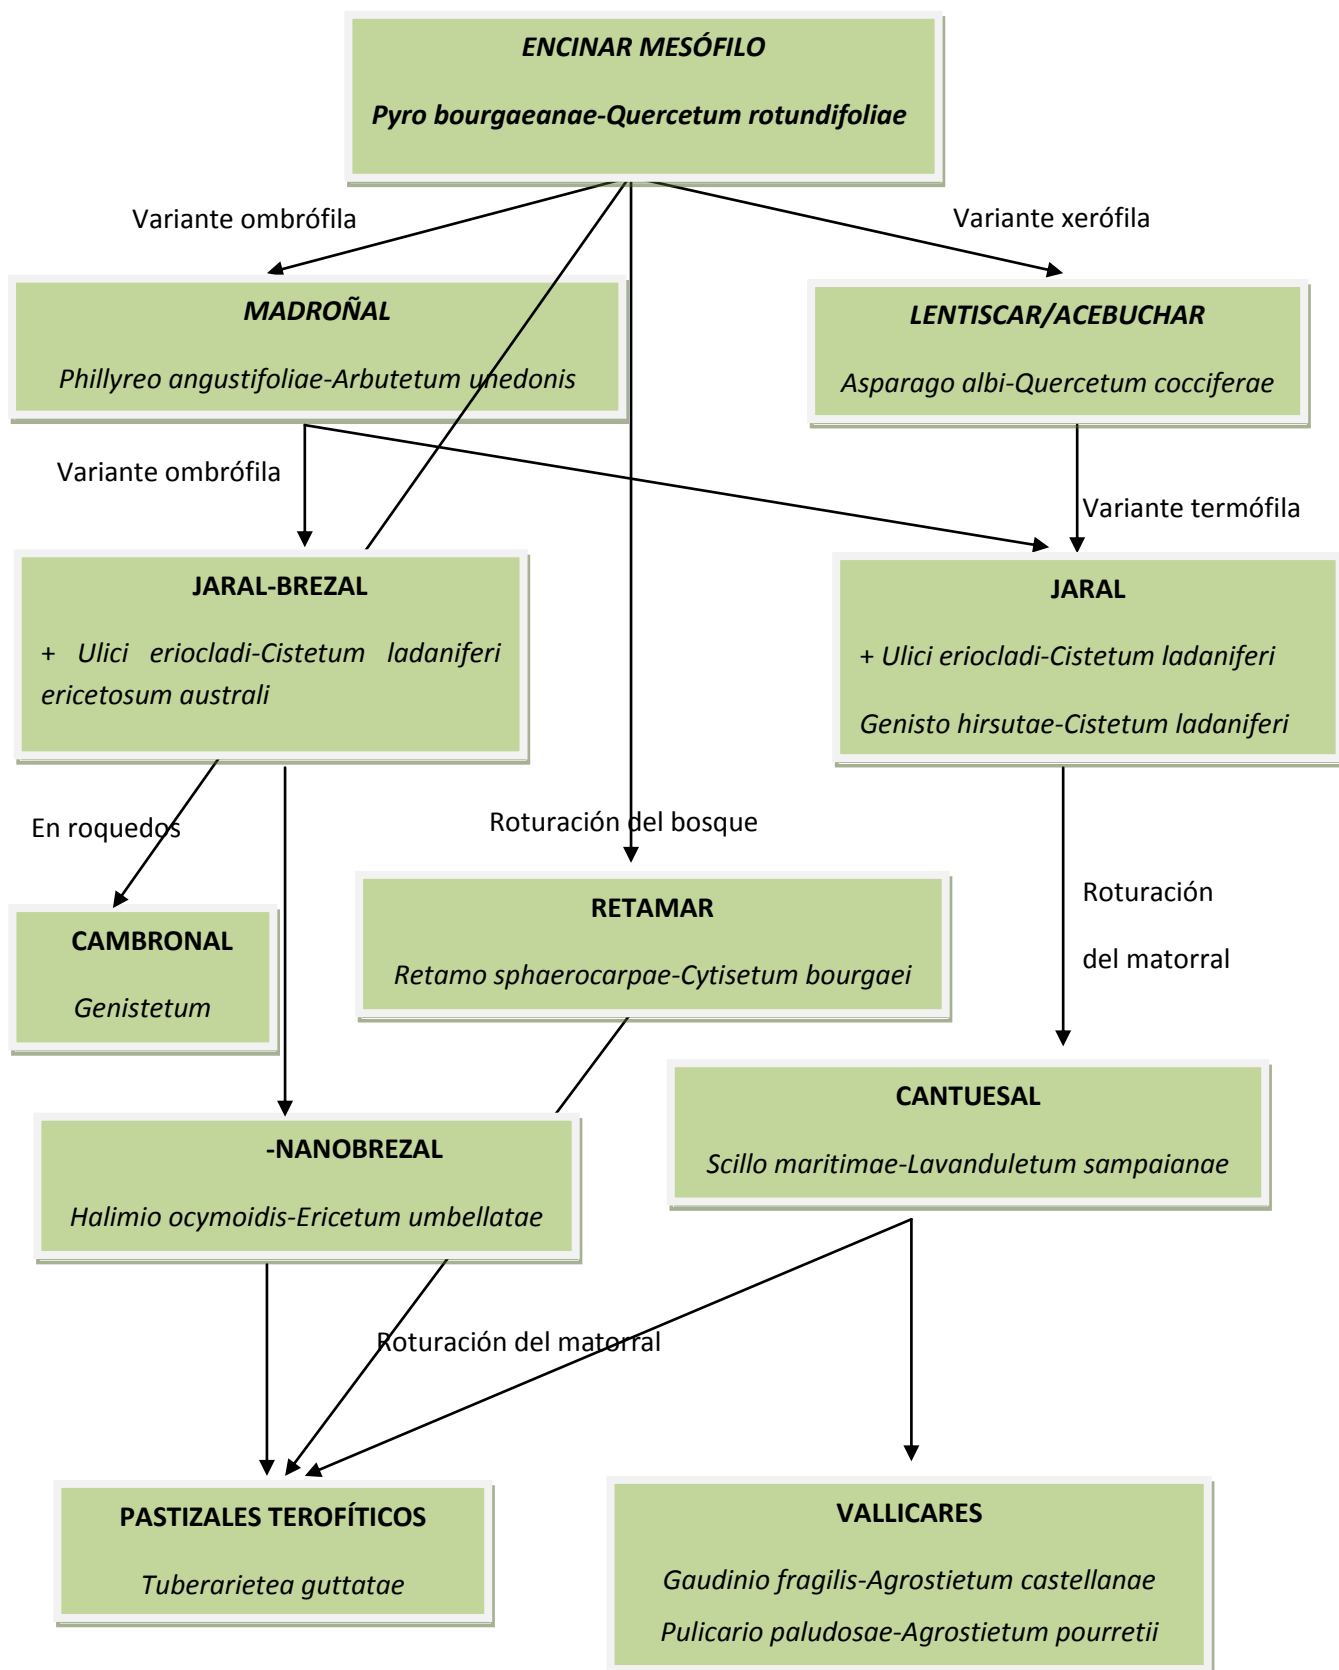 ENCINAR MESÓFILO
Pyro bourgaeanae-Quercetum rotundifoliae
Variante ombrófila
Variante xerófila
MADROÑAL
Phillyreo angustifoliae-Arbutetum unedonis
LENTISCAR/ACEBUCHAR
Asparago albi-Quercetum cocciferae
Variante ombrófila
Variante termófila
JARAL-BREZAL
+ Ulici eriocladi-Cistetum ladaniferi
ericetosum australi
JARAL
+ Ulici eriocladi-Cistetum ladaniferi
Genisto hirsutae-Cistetum ladaniferi
En roquedos
Roturación del bosque
Roturación
del matorral
CAMBRONAL
Genistetum
RETAMAR
Retamo sphaerocarpae-Cytisetum bourgaei
CANTUESAL
Scillo maritimae-Lavanduletum sampaianae
-NANOBREZAL
Halimio ocymoidis-Ericetum umbellatae
Roturación del matorral
PASTIZALES TEROFÍTICOS
Tuberarietea guttatae
VALLICARES
Gaudinio fragilis-Agrostietum castellanae
Pulicario paludosae-Agrostietum pourretii